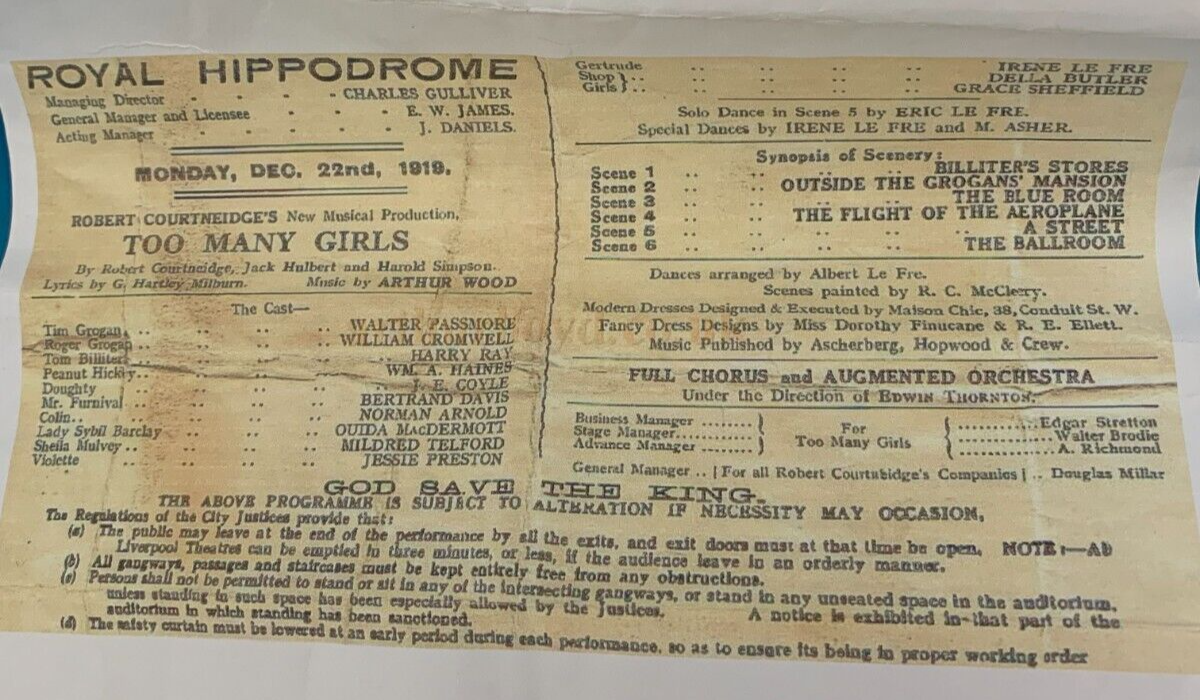 ROYAL HIPPODROME
Managing Director - - - - CHARLES GULLIVER
General Manager and Licensee - - - E. W. JAMES.
Acting Manager - - - - J. DANIELS.
MONDAY, DEC. 22nd, 1919.
ROBERT COURTNEIDGE'S New Musical Production,
TOO MANY GIRLS
By Robert Courtneidge, Jack Hulbert and Harold Simpson.
Lyrics by G. Hartley Milburn. Music by ARTHUR WOOD
The Cast—
Tim Grogan .. .. .. .. WALTER PASSMORE
Roger Grogan .. .. .. WILLIAM CROMWELL
Tom Billiter .. .. .. .. HARRY RAY
Peanut Hickly .. .. .. .. WM. A. HAINES
Doughty .. .. .. .. J. E. COYLE
Mr. Furnival .. .. .. .. BERTRAND DAVIS
Colin .. .. .. .. NORMAN ARNOLD
Lady Sybil Barclay .. .. OUIDA MACDERMOTT
Sheila Mulvey .. .. .. .. MILDRED TELFORD
Violette .. .. .. .. JESSIE PRESTON
Gertrude .. .. .. .. IRENE LE FRE
Shop } .. .. .. .. DELLA BUTLER
Girls } .. .. .. .. GRACE SHEFFIELD
Solo Dance in Scene 5 by ERIC LE FRE.
Special Dances by IRENE LE FRE and M. ASHER.
Synopsis of Scenery:
Scene 1 .. .. .. BILLITER'S STORES
Scene 2 .. .. OUTSIDE THE GROGANS' MANSION
Scene 3 .. .. .. .. THE BLUE ROOM
Scene 4 .. .. THE FLIGHT OF THE AEROPLANE
Scene 5 .. .. .. .. A STREET
Scene 6 .. .. .. .. THE BALLROOM
Dances arranged by Albert Le Fre.
Scenes painted by R. C. McCleery.
Modern Dresses Designed & Executed by Maison Chic, 38, Conduit St. W.
Fancy Dress Designs by Miss Dorothy Finucane & R. E. Ellett.
Music Published by Ascherberg, Hopwood & Crew.
FULL CHORUS and AUGMENTED ORCHESTRA
Under the Direction of EDWIN THORNTON.
Business Manager ........ } For { ........ Edgar Stretton
Stage Manager ........ } Too Many Girls { ........ Walter Brodie
Advance Manager ........ } { ........ A. Richmond
General Manager .. [For all Robert Courtnbidge's Companies] .. Douglas Millar
GOD SAVE THE KING.
THE ABOVE PROGRAMME IS SUBJECT TO ALTERATION IF NECESSITY MAY OCCASION,
The Regulations of the City Justices provide that:
(a) The public may leave at the end of the performance by all the exits, and exit doors must at that time be open. NOTE:—All
Liverpool Theatres can be emptied in three minutes, or less, if the audience leave in an orderly manner.
(b) All gangways, passages and staircases must be kept entirely free from any obstructions.
(c) Persons shall not be permitted to stand or sit in any of the intersecting gangways, or stand in any unseated space in the auditorium,
unless standing in such space has been especially allowed by the Justices. A notice is exhibited in that part of the
auditorium in which standing has been sanctioned.
(d) The safety curtain must be lowered at an early period during each performance, so as to ensure its being in proper working order